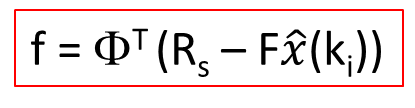 f = Φᵀ (Rₛ – Fx̂(kᵢ))